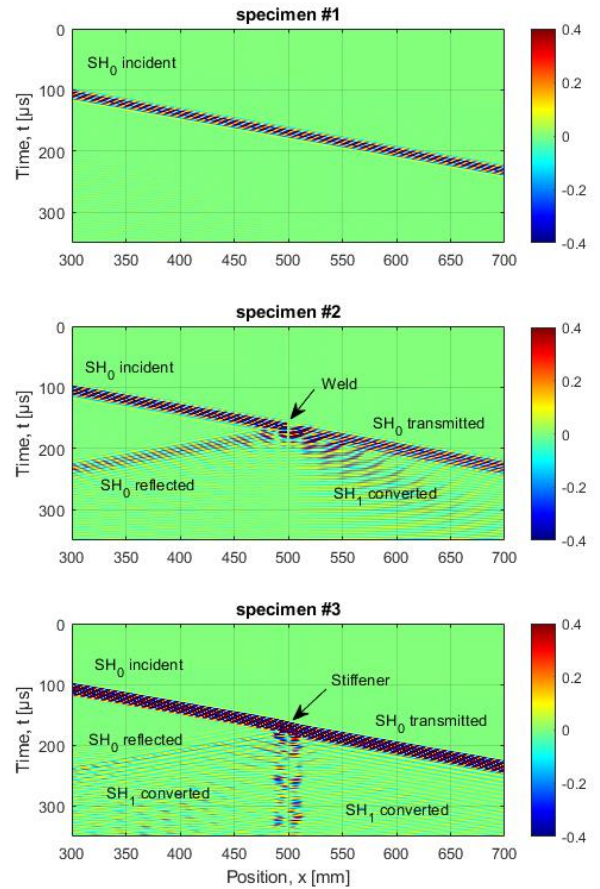 specimen #1
0
100
200
300
Time, t [µs]
SH0 incident
300 350 400 450 500 550 600 650 700
0.4
0.2
0
-0.2
-0.4
specimen #2
0
100
200
300
Time, t [µs]
SH0 incident
Weld
SH0 transmitted
SH0 reflected
SH1 converted
300 350 400 450 500 550 600 650 700
0.4
0.2
0
-0.2
-0.4
specimen #3
0
100
200
300
Time, t [µs]
SH0 incident
Stiffener
SH0 transmitted
SH0 reflected
SH1 converted
SH1 converted
300 350 400 450 500 550 600 650 700
Position, x [mm]
0.4
0.2
0
-0.2
-0.4